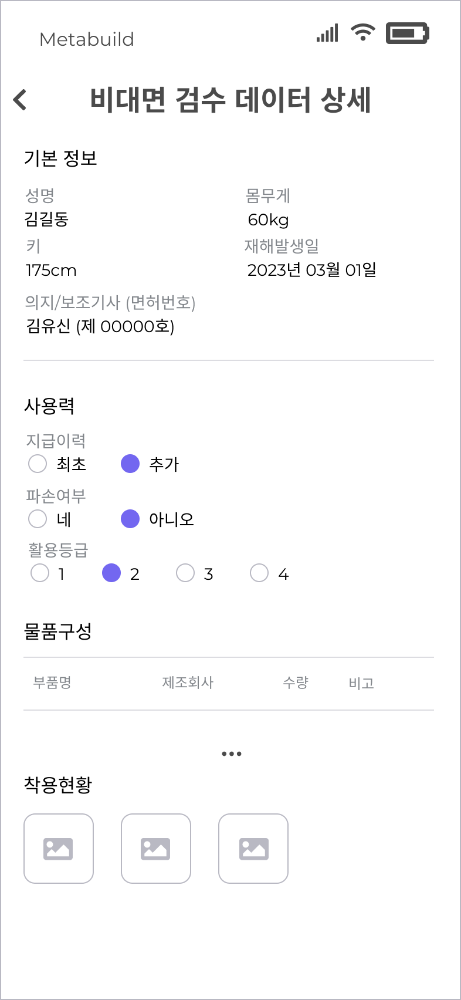 Metabuild
비대면 검수 데이터 상세
기본 정보
성명 몸무게
김길동 60kg
키 재해발생일
175cm 2023년 03월 01일
의지/보조기사 (면허번호)
김유신 (제 00000호)
사용력
지급이력
최초 추가
파손여부
네 아니오
활용등급
1 2 3 4
물품구성
부품명 제조회사 수량 비고
...
착용현황